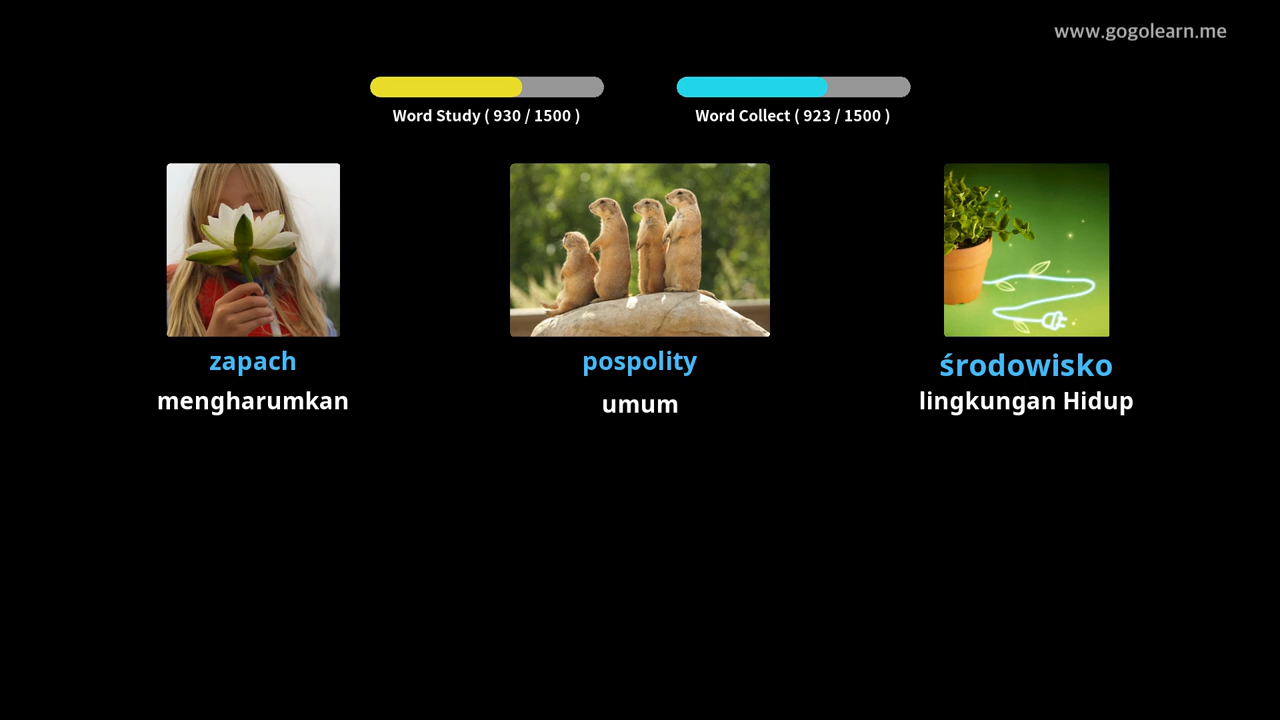 www.gogolearn.me
Word Study ( 930 / 1500 )
Word Collect ( 923 / 1500 )
zapach
mengharumkan
pospolity
umum
środowisko
lingkungan Hidup